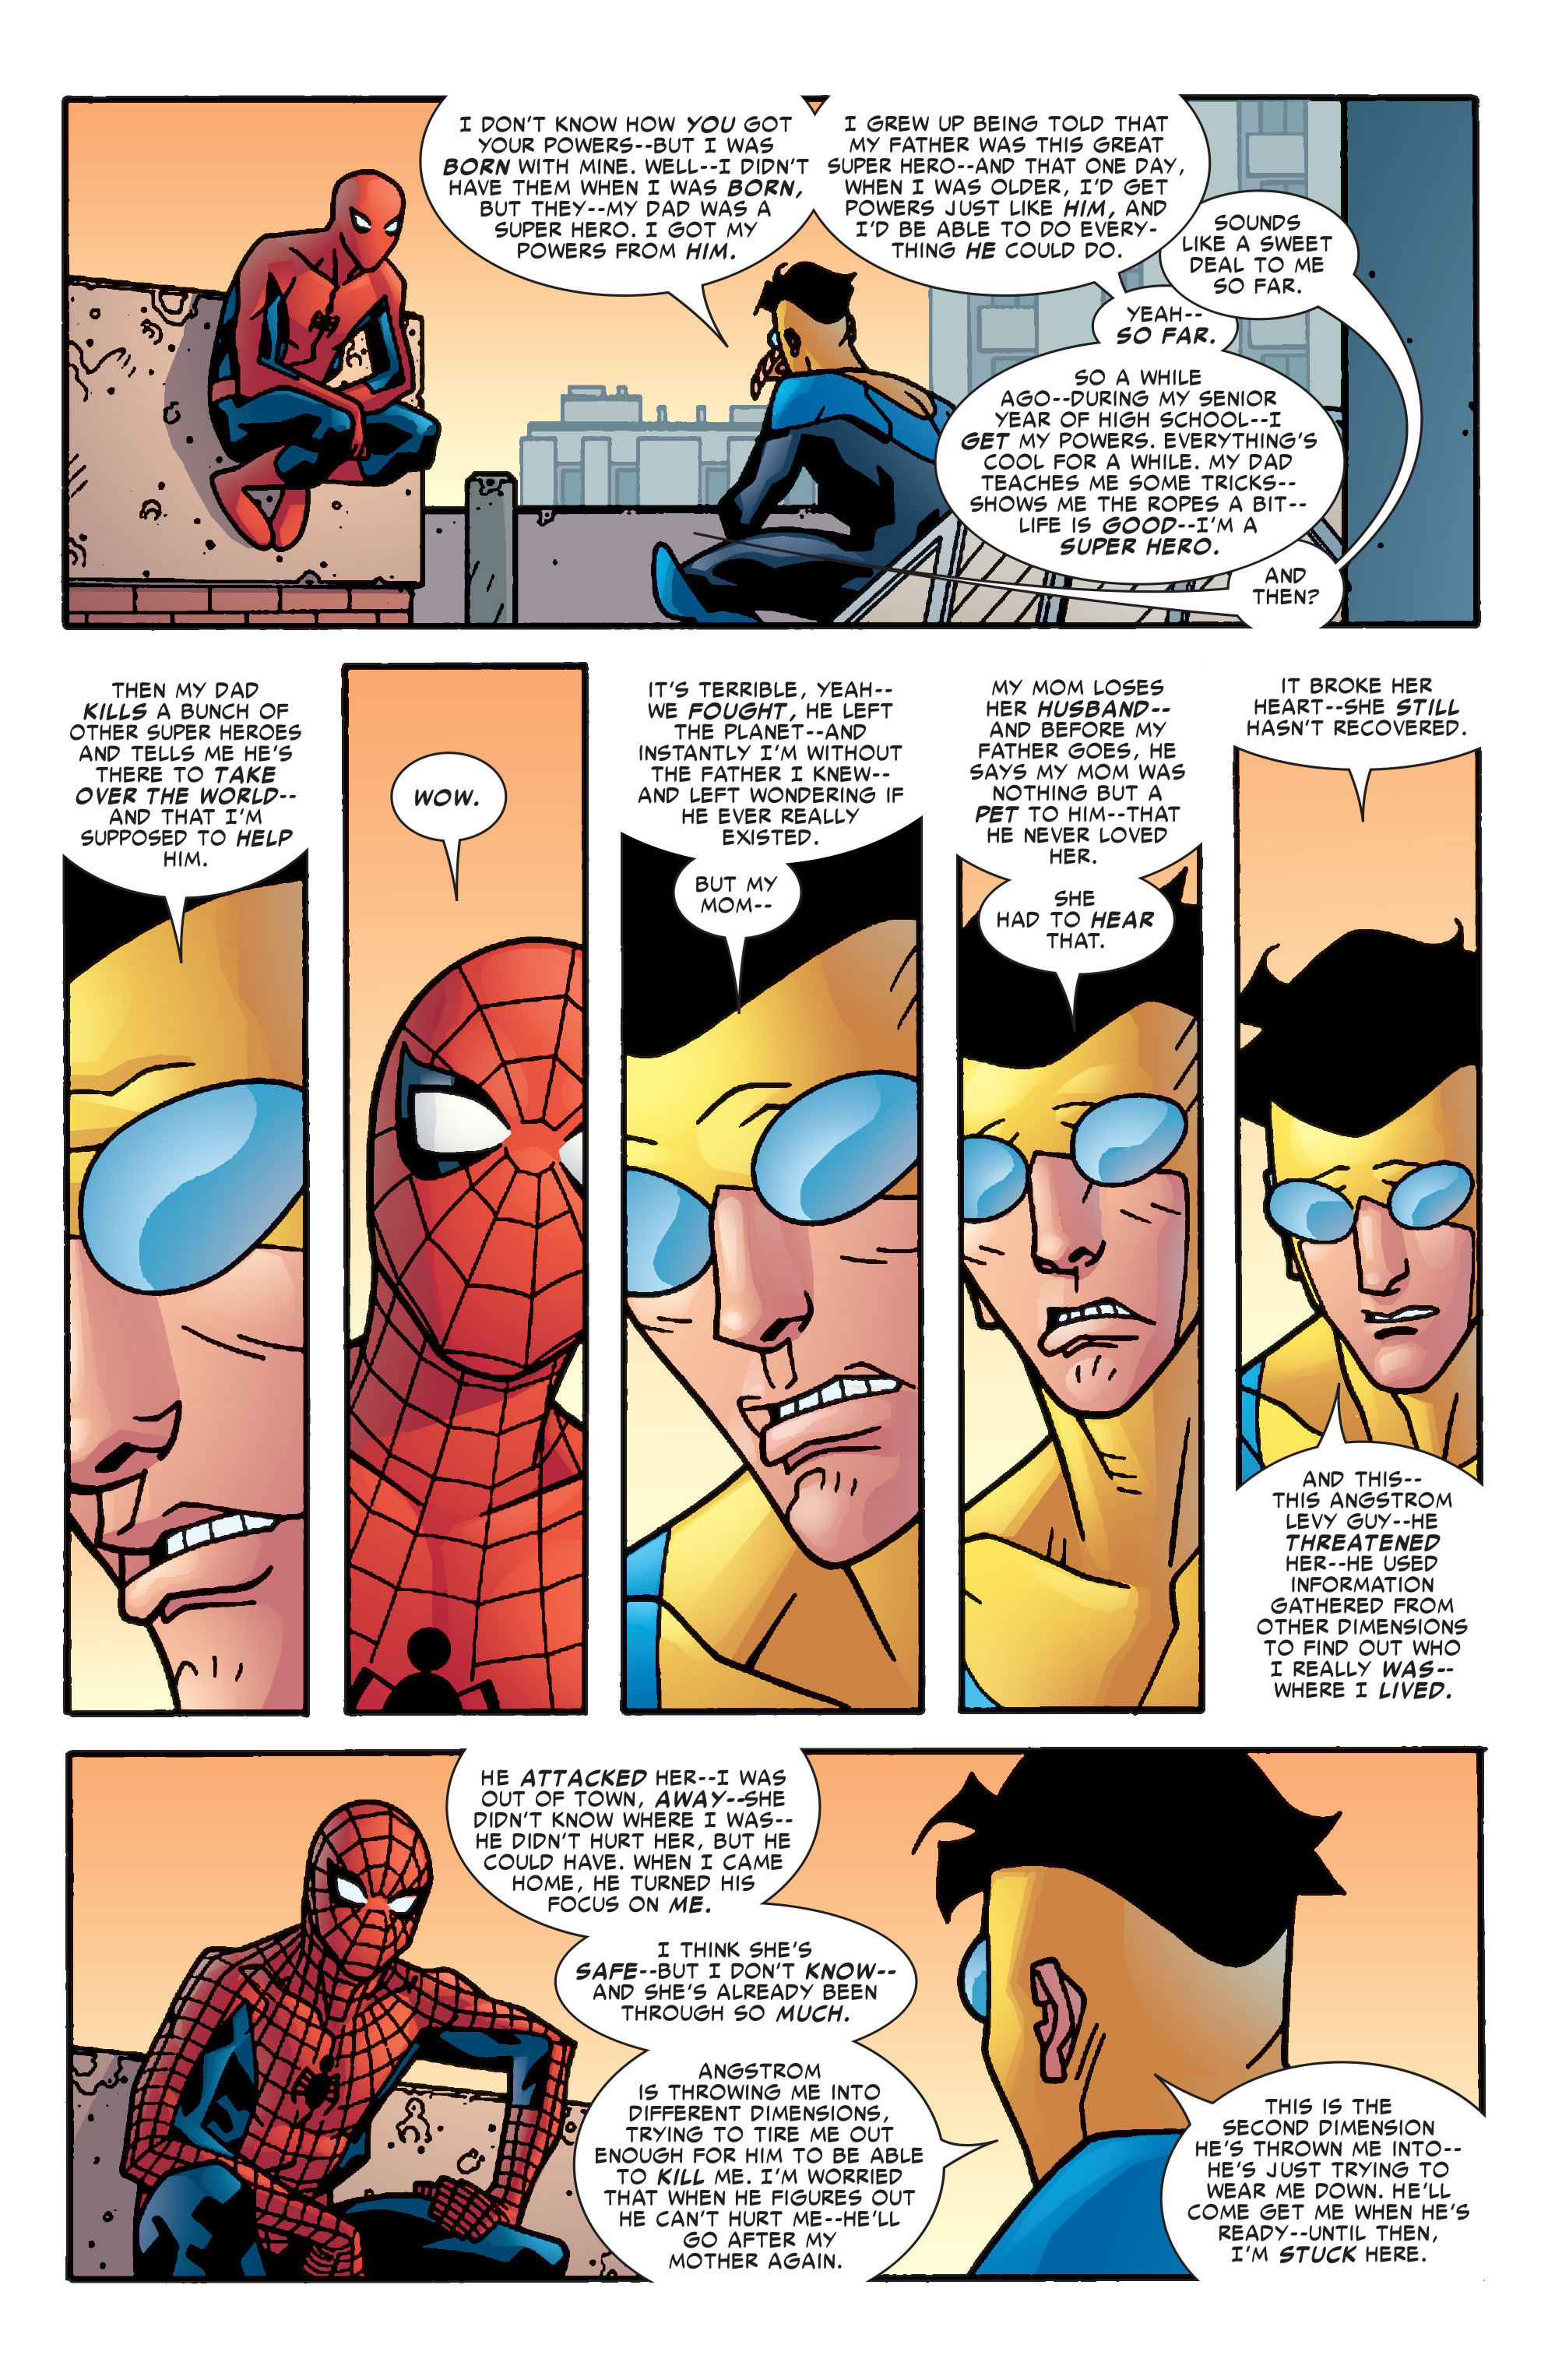 I DON'T KNOW HOW YOU GOT
YOUR POWERS--BUT I WAS
BORN WITH MINE. WELL--I DIDN'T
HAVE THEM WHEN I WAS BORN,
BUT THEY--MY DAD WAS A
SUPER HERO. I GOT MY
POWERS FROM HIM.
I GREW UP BEING TOLD THAT
MY FATHER WAS THIS GREAT
SUPER HERO--AND THAT ONE DAY,
WHEN I WAS OLDER, I'D GET
POWERS JUST LIKE HIM, AND
I'D BE ABLE TO DO EVERY-
THING HE COULD DO.
SOUNDS
LIKE A SWEET
DEAL TO ME
SO FAR.
YEAH--
SO FAR.
SO A WHILE
AGO--DURING MY SENIOR
YEAR OF HIGH SCHOOL--I
GET MY POWERS. EVERYTHING'S
COOL FOR A WHILE. MY DAD
TEACHES ME SOME TRICKS--
SHOWS ME THE ROPES A BIT--
LIFE IS GOOD--I'M A
SUPER HERO.
AND
THEN?
THEN MY DAD
KILLS A BUNCH OF
OTHER SUPER HEROES
AND TELLS ME HE'S
THERE TO TAKE
OVER THE WORLD--
AND THAT I'M
SUPPOSED TO HELP
HIM.
WOW.
IT'S TERRIBLE, YEAH--
WE FOUGHT, HE LEFT
THE PLANET--AND
INSTANTLY I'M WITHOUT
THE FATHER I KNEW--
AND LEFT WONDERING IF
HE EVER REALLY
EXISTED.
BUT MY
MOM--
MY MOM LOSES
HER HUSBAND--
AND BEFORE MY
FATHER GOES, HE
SAYS MY MOM WAS
NOTHING BUT A
PET TO HIM--THAT
HE NEVER LOVED
HER.
SHE
HAD TO HEAR
THAT.
IT BROKE HER
HEART--SHE STILL
HASN'T RECOVERED.
AND THIS--
THIS ANGSTROM
LEVY GUY--HE
THREATENED
HER--HE USED
INFORMATION
GATHERED FROM
OTHER DIMENSIONS
TO FIND OUT WHO
I REALLY WAS--
WHERE I LIVED.
HE ATTACKED HER--I WAS
OUT OF TOWN, AWAY--SHE
DIDN'T KNOW WHERE I WAS--
HE DIDN'T HURT HER, BUT HE
COULD HAVE. WHEN I CAME
HOME, HE TURNED HIS
FOCUS ON ME.
I THINK SHE'S
SAFE--BUT I DON'T KNOW--
AND SHE'S ALREADY BEEN
THROUGH SO MUCH.
ANGSTROM
IS THROWING ME INTO
DIFFERENT DIMENSIONS,
TRYING TO TIRE ME OUT
ENOUGH FOR HIM TO BE ABLE
TO KILL ME. I'M WORRIED
THAT WHEN HE FIGURES OUT
HE CAN'T HURT ME--HE'LL
GO AFTER MY
MOTHER AGAIN.
THIS IS THE
SECOND DIMENSION
HE'S THROWN ME INTO--
HE'S JUST TRYING TO
WEAR ME DOWN. HE'LL
COME GET ME WHEN HE'S
READY--UNTIL THEN,
I'M STUCK HERE.